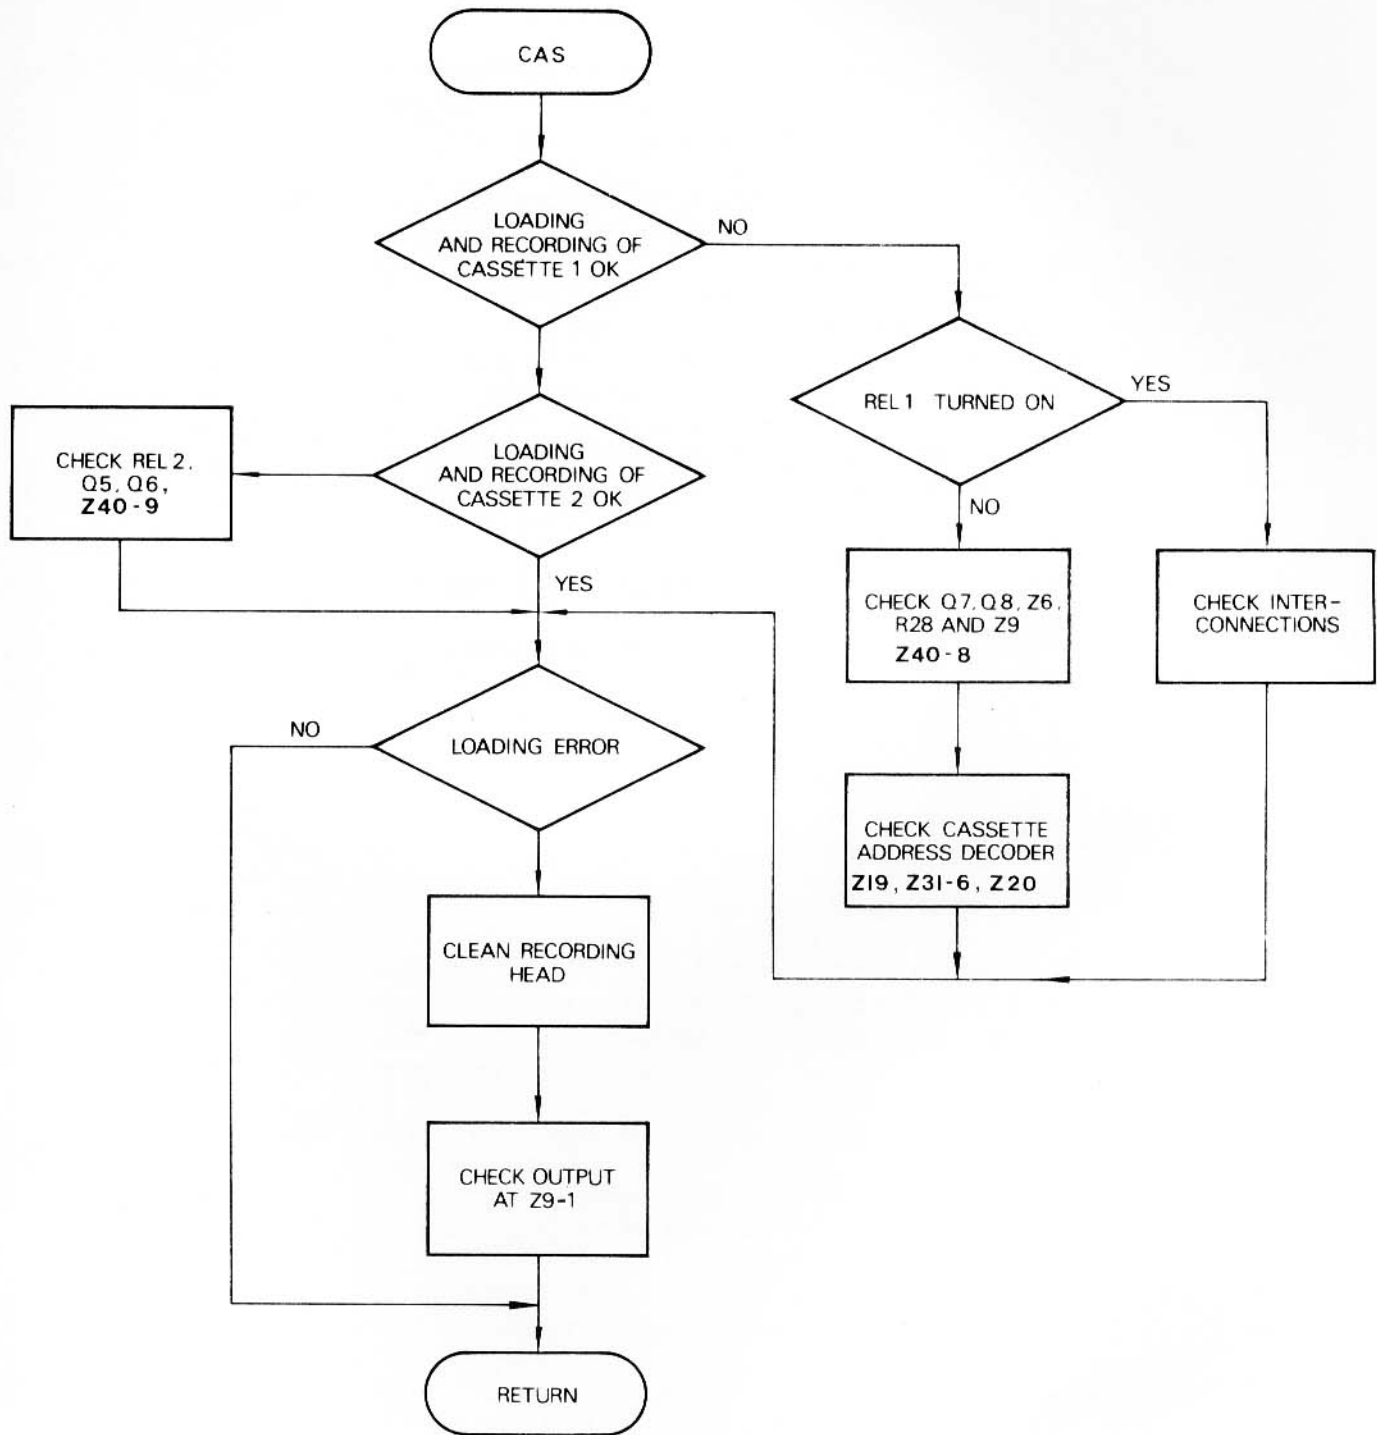 CAS
LOADING
AND RECORDING OF
CASSETTE 1 OK
NO
REL 1 TURNED ON
YES
LOADING
AND RECORDING OF
CASSETTE 2 OK
CHECK REL 2,
Q5, Q6,
Z40-9
NO
YES
CHECK Q7, Q8, Z6,
R28 AND Z9
Z40-8
CHECK INTER-
CONNECTIONS
NO
LOADING ERROR
CHECK CASSETTE
ADDRESS DECODER
Z19, Z31-6, Z20
CLEAN RECORDING
HEAD
CHECK OUTPUT
AT Z9-1
RETURN